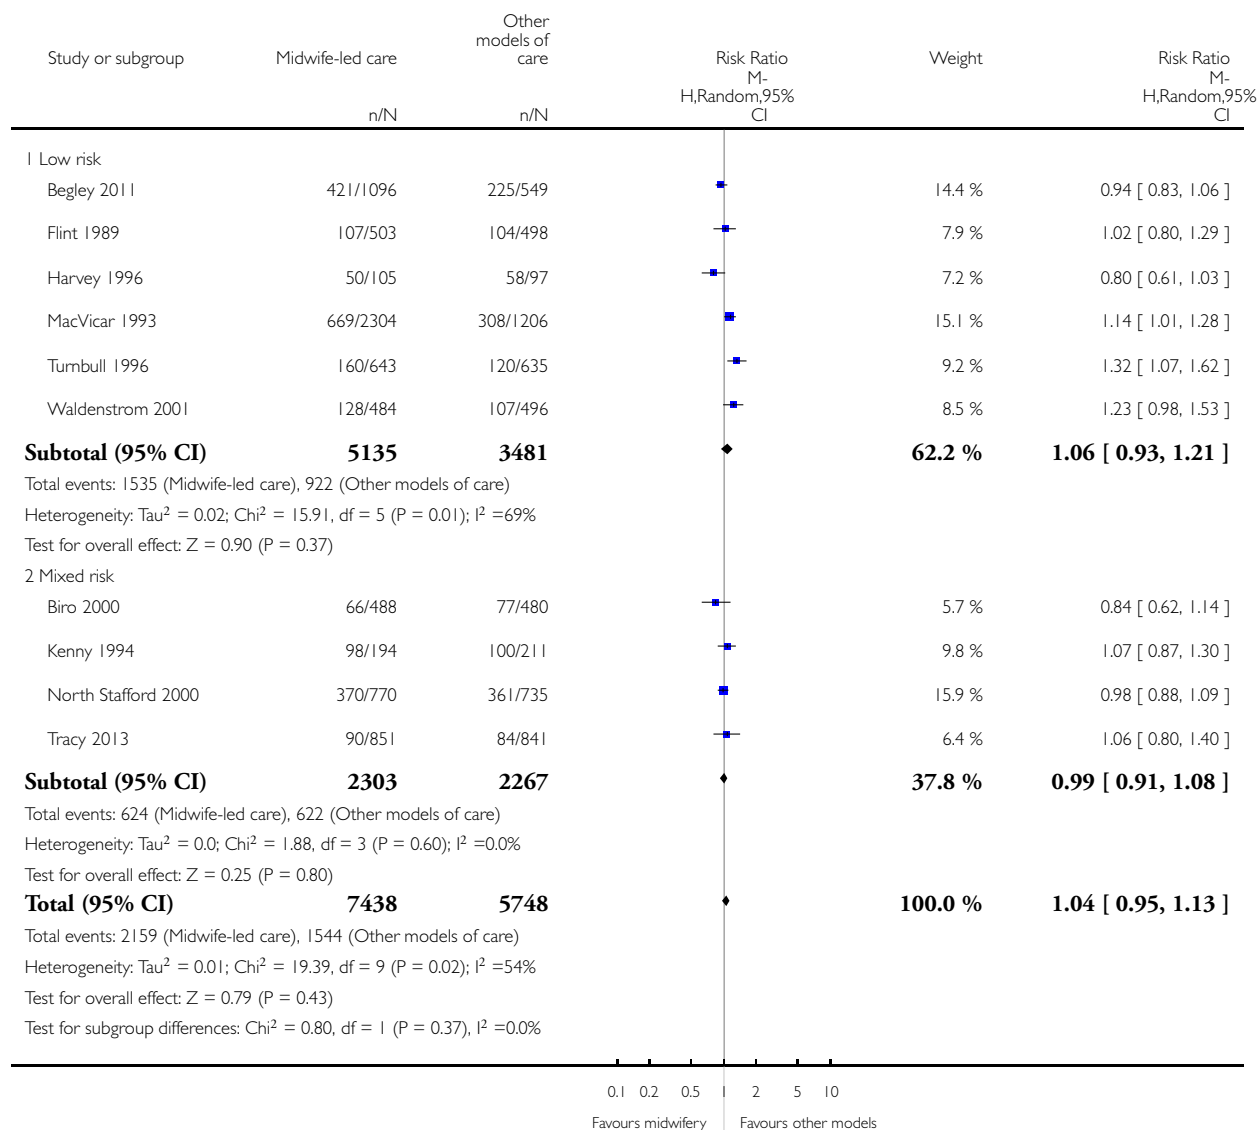 Other
models of
Study or subgroup Midwife-led care care Risk Ratio Weight Risk Ratio
M- M-
H,Random,95% H,Random,95%
n/N n/N CI CI
1 Low risk
Begley 2011 421/1096 225/549 14.4 % 0.94 [ 0.83, 1.06 ]
Flint 1989 107/503 104/498 7.9 % 1.02 [ 0.80, 1.29 ]
Harvey 1996 50/105 58/97 7.2 % 0.80 [ 0.61, 1.03 ]
MacVicar 1993 669/2304 308/1206 15.1 % 1.14 [ 1.01, 1.28 ]
Turnbull 1996 160/643 120/635 9.2 % 1.32 [ 1.07, 1.62 ]
Waldenstrom 2001 128/484 107/496 8.5 % 1.23 [ 0.98, 1.53 ]
Subtotal (95% CI) 5135 3481 62.2 % 1.06 [ 0.93, 1.21 ]
Total events: 1535 (Midwife-led care), 922 (Other models of care)
Heterogeneity: Tau² = 0.02; Chi² = 15.91, df = 5 (P = 0.01); I² =69%
Test for overall effect: Z = 0.90 (P = 0.37)
2 Mixed risk
Biro 2000 66/488 77/480 5.7 % 0.84 [ 0.62, 1.14 ]
Kenny 1994 98/194 100/211 9.8 % 1.07 [ 0.87, 1.30 ]
North Stafford 2000 370/770 361/735 15.9 % 0.98 [ 0.88, 1.09 ]
Tracy 2013 90/851 84/841 6.4 % 1.06 [ 0.80, 1.40 ]
Subtotal (95% CI) 2303 2267 37.8 % 0.99 [ 0.91, 1.08 ]
Total events: 624 (Midwife-led care), 622 (Other models of care)
Heterogeneity: Tau² = 0.0; Chi² = 1.88, df = 3 (P = 0.60); I² =0.0%
Test for overall effect: Z = 0.25 (P = 0.80)
Total (95% CI) 7438 5748 100.0 % 1.04 [ 0.95, 1.13 ]
Total events: 2159 (Midwife-led care), 1544 (Other models of care)
Heterogeneity: Tau² = 0.01; Chi² = 19.39, df = 9 (P = 0.02); I² =54%
Test for overall effect: Z = 0.79 (P = 0.43)
Test for subgroup differences: Chi² = 0.80, df = 1 (P = 0.37), I² =0.0%
0.1 0.2 0.5 1 2 5 10
Favours midwifery Favours other models